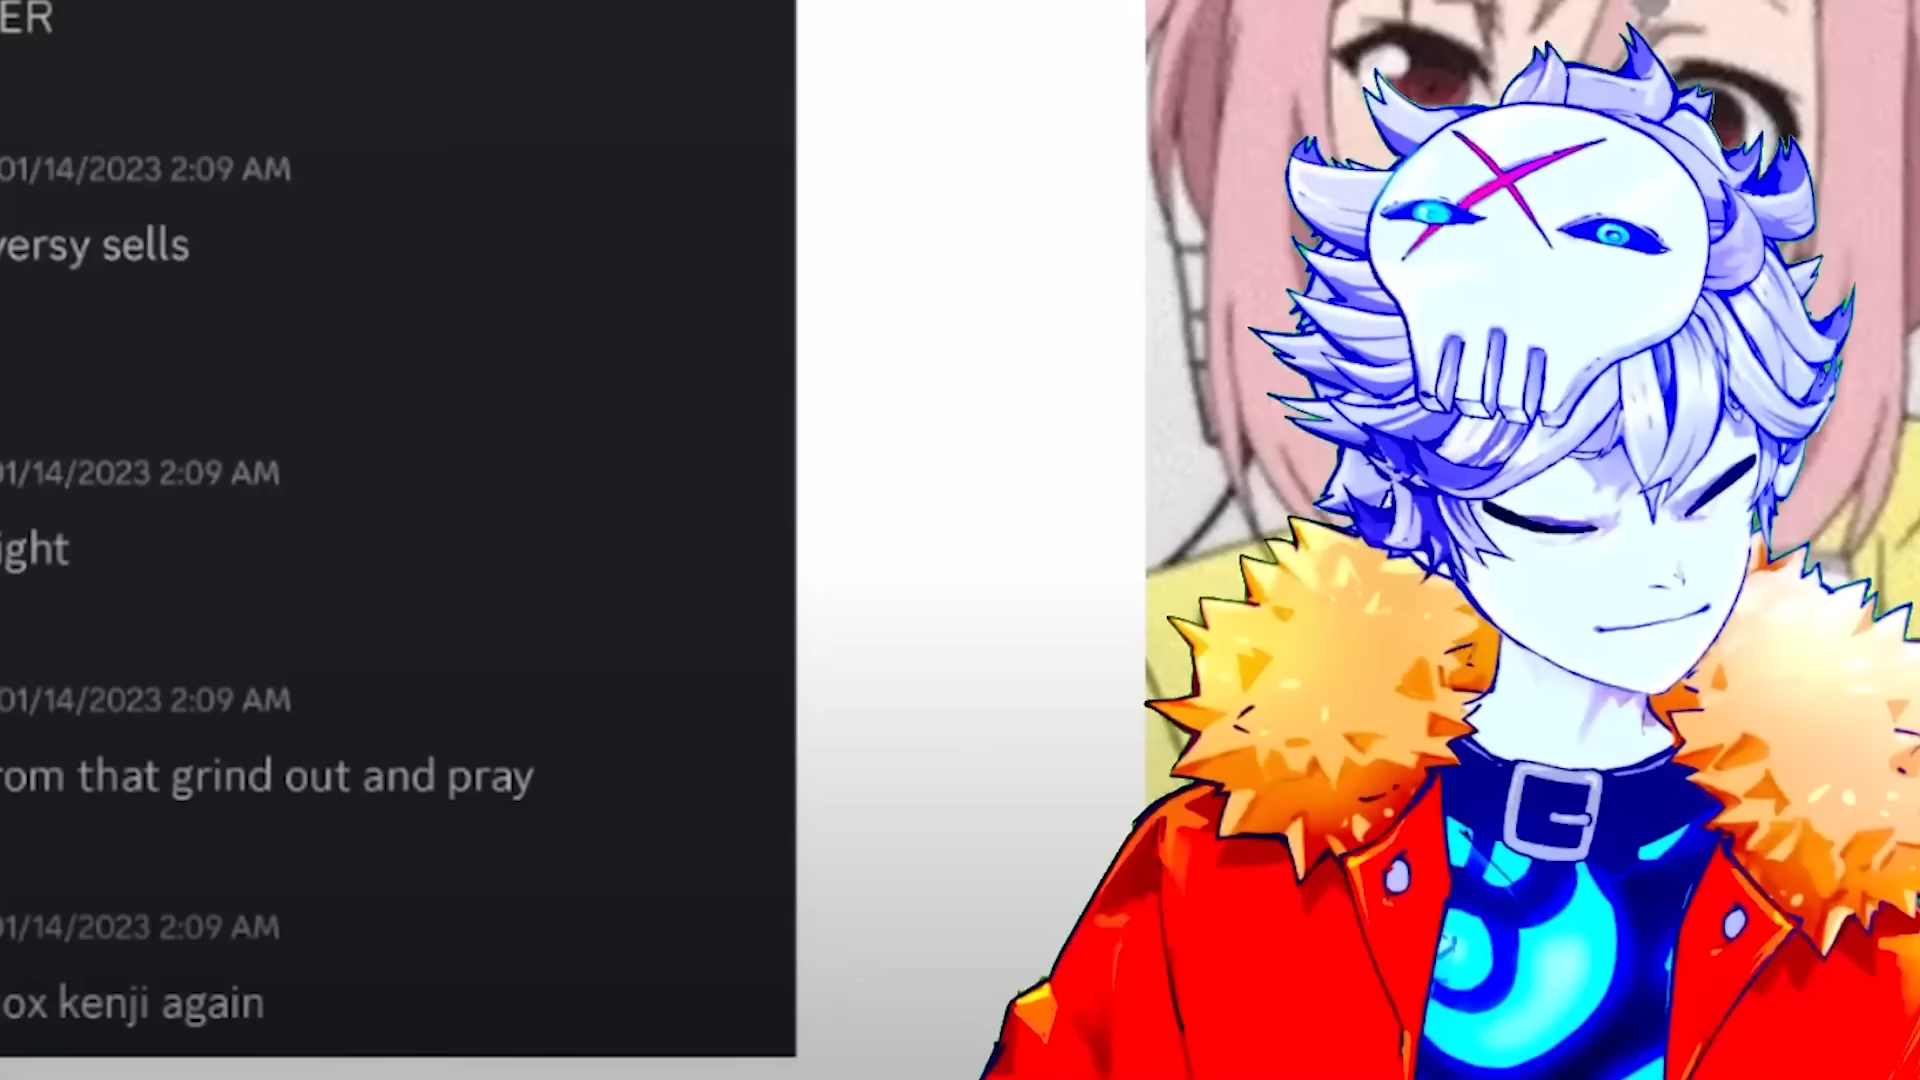 ER
01/14/2023 2:09 AM
versy sells
01/14/2023 2:09 AM
ight
01/14/2023 2:09 AM
rom that grind out and pray
01/14/2023 2:09 AM
ox kenji again